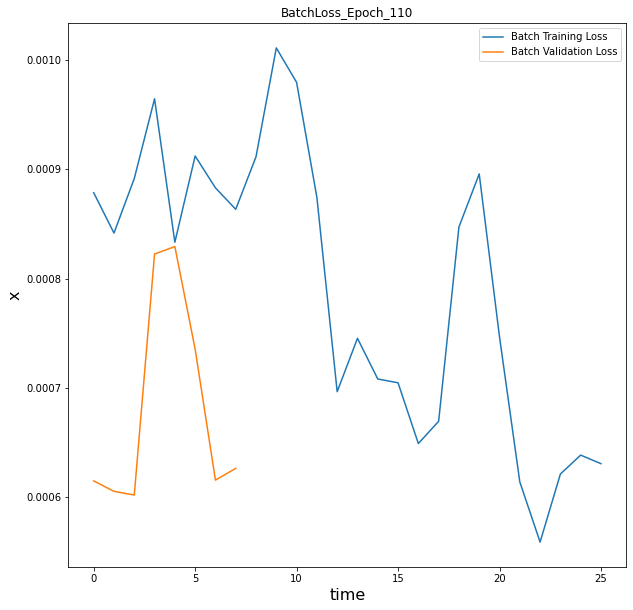 BatchLoss_Epoch_110
Batch Training Loss
Batch Validation Loss
0.0010
0.0009
0.0008
0.0007
0.0006
x
0 5 10 15 20 25
time